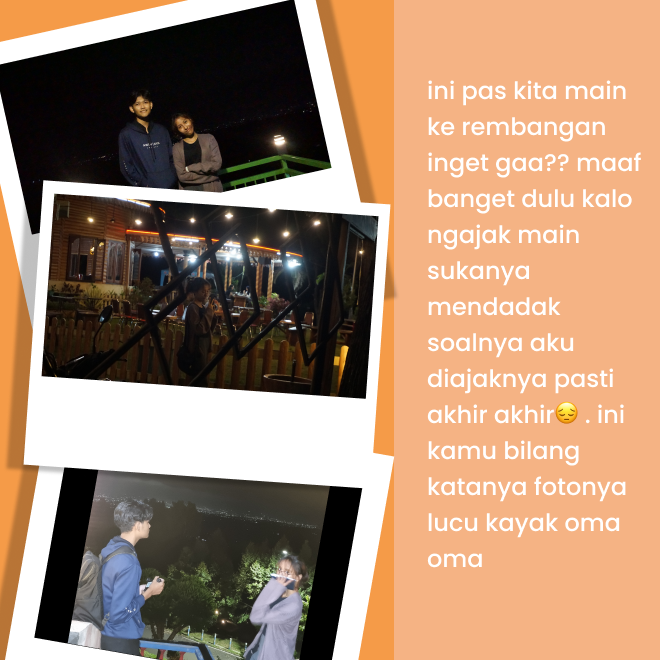 ini pas kita main
ke rembangan
inget gaa?? maaf
banget dulu kalo
ngajak main
sukanya
mendadak
soalnya aku
diajaknya pasti
akhir akhir😔 . ini
kamu bilang
katanya fotonya
lucu kayak oma
oma